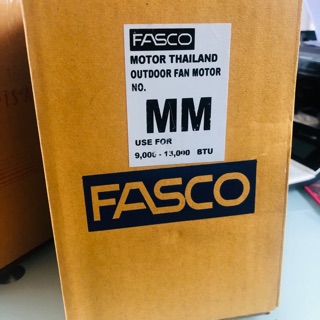 FASCO
MOTOR THAILAND
OUTDOOR FAN MOTOR
NO.
MM
USE FOR
9,000 - 13,000 BTU
FASCO